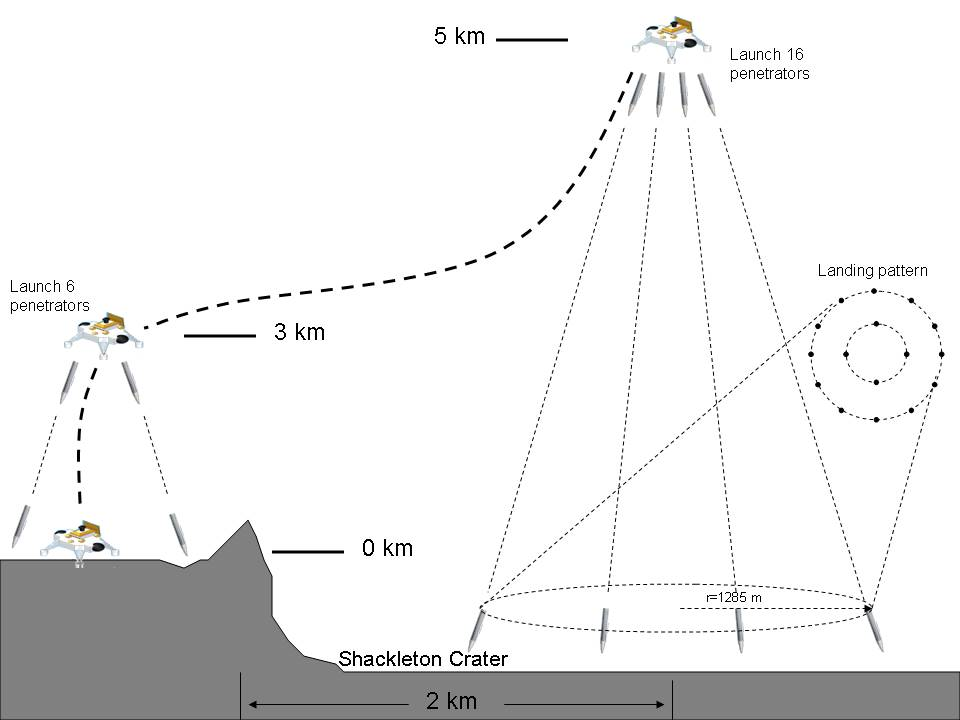 5 km
Launch 16
penetrators
Landing pattern
Launch 6
penetrators
3 km
0 km
r=1285 m
Shackleton Crater
2 km